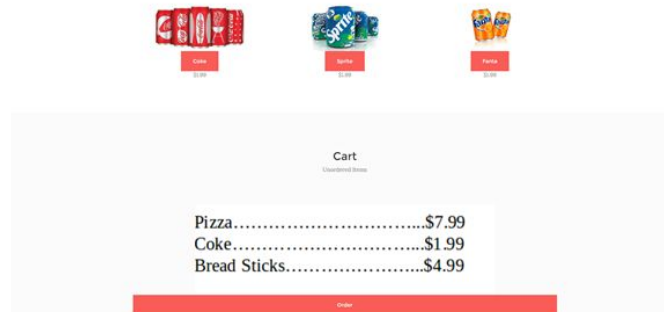 Coke Sprite Fanta
$1.99 $1.99 $1.99
Cart
Unordered Items
Pizza……………………………...$7.99
Coke……………………………...$1.99
Bread Sticks……………………...$4.99
Order